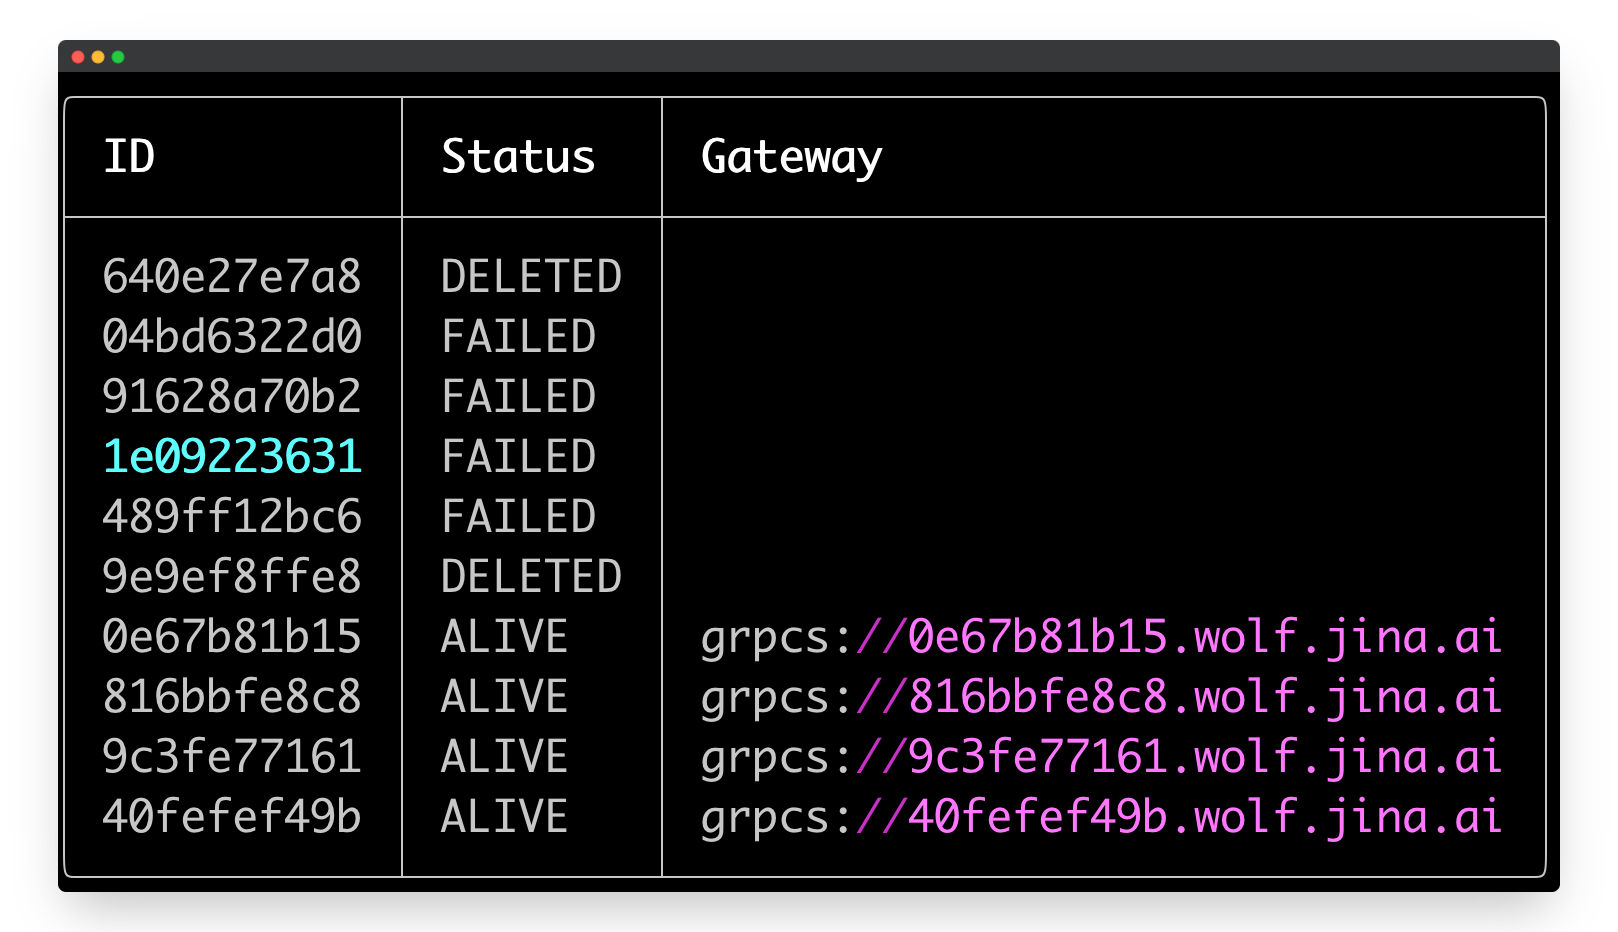 ID Status Gateway
640e27e7a8 DELETED
04bd6322d0 FAILED
91628a70b2 FAILED
1e09223631 FAILED
489ff12bc6 FAILED
9e9ef8ffe8 DELETED
0e67b81b15 ALIVE grpcs://0e67b81b15.wolf.jina.ai
816bbfe8c8 ALIVE grpcs://816bbfe8c8.wolf.jina.ai
9c3fe77161 ALIVE grpcs://9c3fe77161.wolf.jina.ai
40fefef49b ALIVE grpcs://40fefef49b.wolf.jina.ai